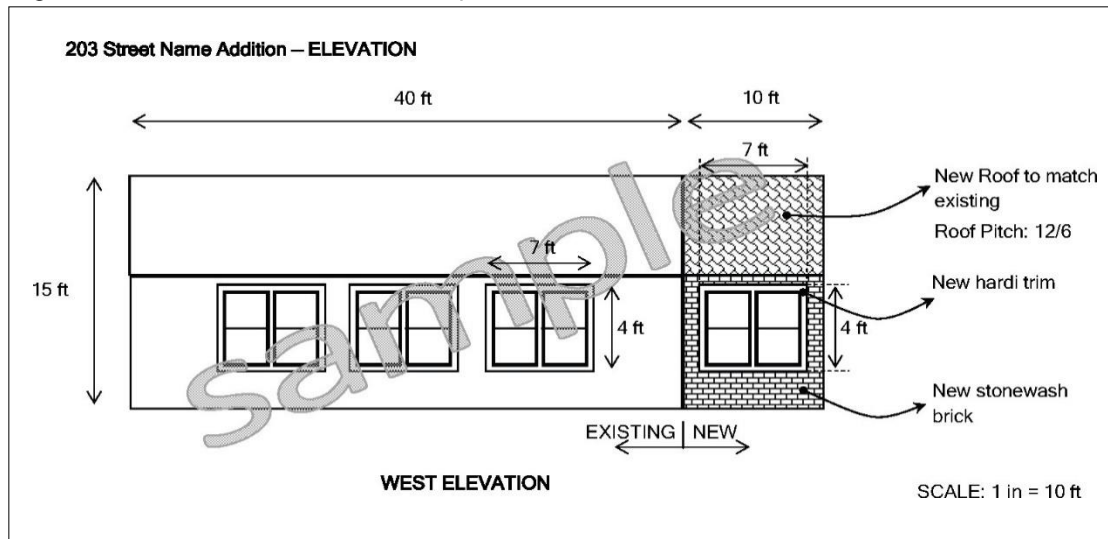 203 Street Name Addition – ELEVATION
40 ft
10 ft
7 ft
New Roof to match
existing
Roof Pitch: 12/6
7 ft
15 ft
New hardi trim
4 ft
4 ft
New stonewash
brick
EXISTING NEW
WEST ELEVATION
SCALE: 1 in = 10 ft
sample